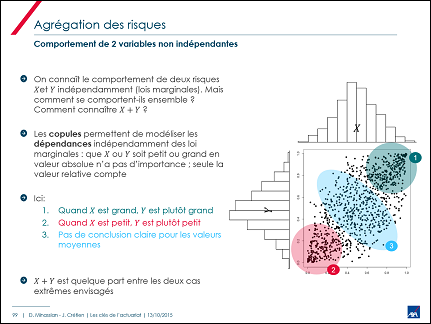 Agrégation des risques
Comportement de 2 variables non indépendantes
On connaît le comportement de deux risques
X et Y indépendamment (lois marginales). Mais
comment se comportent-ils ensemble ?
Comment connaître X + Y ?
Les copules permettent de modéliser les
dépendances indépendamment des loi
marginales : que X ou Y soit petit ou grand en
valeur absolue n'a pas d'importance ; seule la
valeur relative compte
Ici:
1. Quand X est grand, Y est plutôt grand
2. Quand X est petit, Y est plutôt petit
3. Pas de conclusion claire pour les valeurs
moyennes
X + Y est quelque part entre les deux cas
extrêmes envisagés
X
Y
1
2
3
99 | D. Minassian - J. Crétien | Les clés de l'actuariat | 13/10/2015
AXA